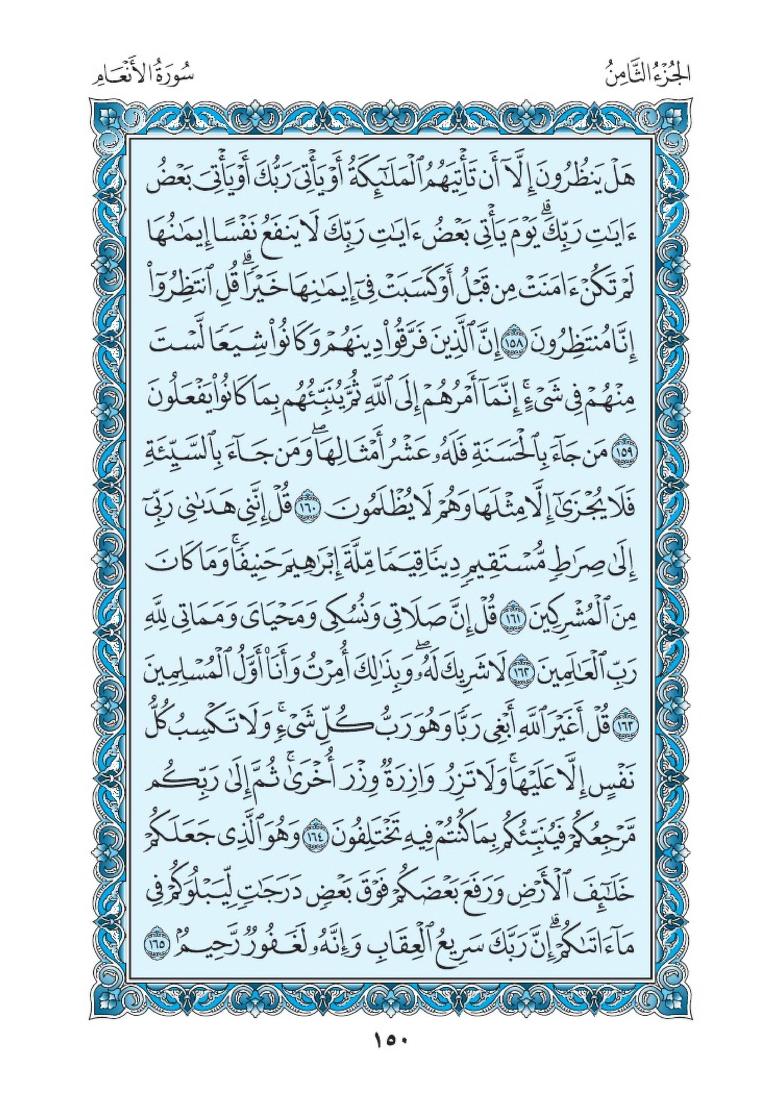 الجُزْءُ الثَّامِنُ
سُورَةُ الأَنْعَامِ
هَلۡ يَنظُرُونَ إِلَّآ أَن تَأۡتِيَهُمُ ٱلۡمَلَٰٓئِكَةُ أَوۡ يَأۡتِيَ رَبُّكَ أَوۡ يَأۡتِيَ بَعۡضُ
ءَايَٰتِ رَبِّكَۗ يَوۡمَ يَأۡتِي بَعۡضُ ءَايَٰتِ رَبِّكَ لَا يَنفَعُ نَفۡسًا إِيمَٰنُهَا
لَمۡ تَكُنۡ ءَامَنَتۡ مِن قَبۡلُ أَوۡ كَسَبَتۡ فِيٓ إِيمَٰنِهَا خَيۡرٗاۗ قُلِ ٱنتَظِرُوٓاْ
إِنَّا مُنتَظِرُونَ ١٥٨ إِنَّ ٱلَّذِينَ فَرَّقُواْ دِينَهُمۡ وَكَانُواْ شِيَعٗا لَّسۡتَ
مِنۡهُمۡ فِي شَيۡءٍۚ إِنَّمَآ أَمۡرُهُمۡ إِلَى ٱللَّهِ ثُمَّ يُنَبِّئُهُم بِمَا كَانُواْ يَفۡعَلُونَ
١٥٩ مَن جَآءَ بِٱلۡحَسَنَةِ فَلَهُۥ عَشۡرُ أَمۡثَالِهَاۖ وَمَن جَآءَ بِٱلسَّيِّئَةِ
فَلَا يُجۡزَىٰٓ إِلَّا مِثۡلَهَا وَهُمۡ لَا يُظۡلَمُونَ ١٦٠ قُلۡ إِنَّنِي هَدَىٰنِي رَبِّيٓ
إِلَىٰ صِرَٰطٖ مُّسۡتَقِيمٖ دِينٗا قِيَمٗا مِّلَّةَ إِبۡرَٰهِيمَ حَنِيفٗاۚ وَمَا كَانَ
مِنَ ٱلۡمُشۡرِكِينَ ١٦١ قُلۡ إِنَّ صَلَاتِي وَنُسُكِي وَمَحۡيَايَ وَمَمَاتِي لِلَّهِ
رَبِّ ٱلۡعَٰلَمِينَ ١٦٢ لَا شَرِيكَ لَهُۥۖ وَبِذَٰلِكَ أُمِرۡتُ وَأَنَا۠ أَوَّلُ ٱلۡمُسۡلِمِينَ
١٦٣ قُلۡ أَغَيۡرَ ٱللَّهِ أَبۡغِي رَبّٗا وَهُوَ رَبُّ كُلِّ شَيۡءٖۚ وَلَا تَكۡسِبُ كُلُّ
نَفۡسٍ إِلَّا عَلَيۡهَاۚ وَلَا تَزِرُ وَازِرَةٞ وِزۡرَ أُخۡرَىٰۚ ثُمَّ إِلَىٰ رَبِّكُم
مَّرۡجِعُكُمۡ فَيُنَبِّئُكُم بِمَا كُنتُمۡ فِيهِ تَخۡتَلِفُونَ ١٦٤ وَهُوَ ٱلَّذِي جَعَلَكُمۡ
خَلَٰٓئِفَ ٱلۡأَرۡضِ وَرَفَعَ بَعۡضَكُمۡ فَوۡقَ بَعۡضٖ دَرَجَٰتٖ لِّيَبۡلُوَكُمۡ فِي
مَآ ءَاتَىٰكُمۡۗ إِنَّ رَبَّكَ سَرِيعُ ٱلۡعِقَابِ وَإِنَّهُۥ لَغَفُورٞ رَّحِيمُۢ ١٦٥
١٥٠